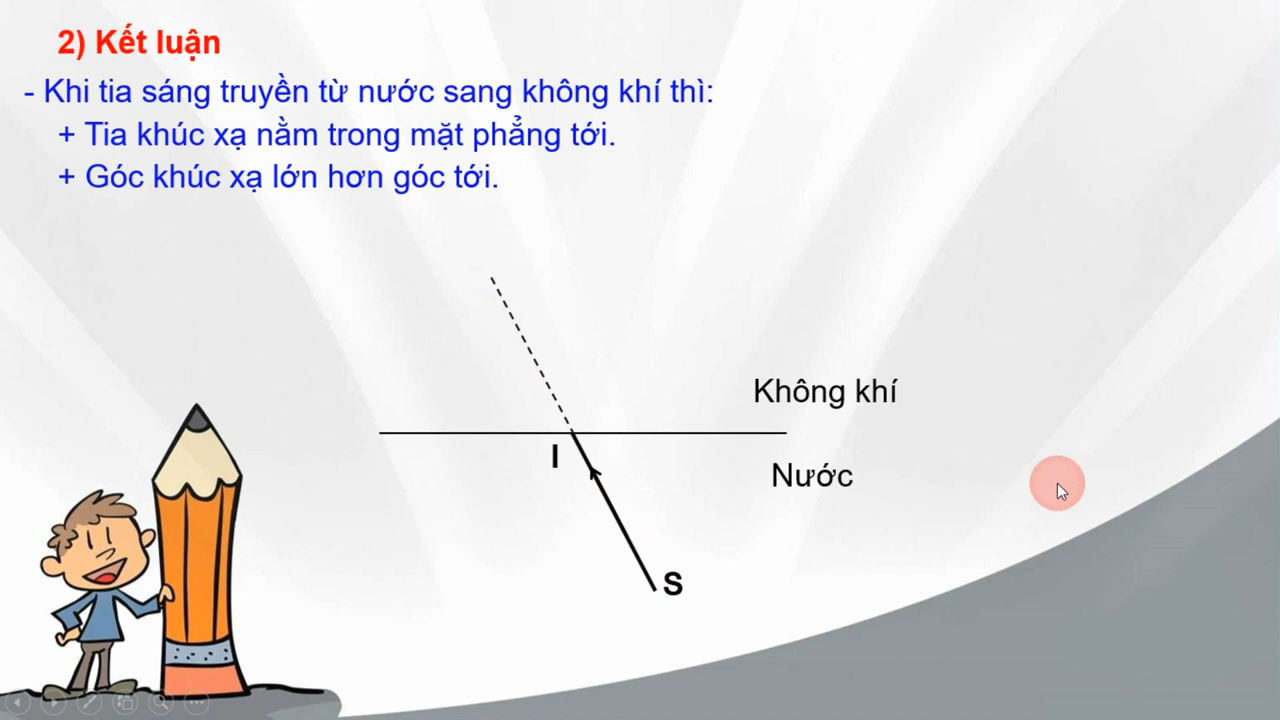 2) Kết luận
- Khi tia sáng truyền từ nước sang không khí thì:
+ Tia khúc xạ nằm trong mặt phẳng tới.
+ Góc khúc xạ lớn hơn góc tới.
Không khí
I
Nước
S